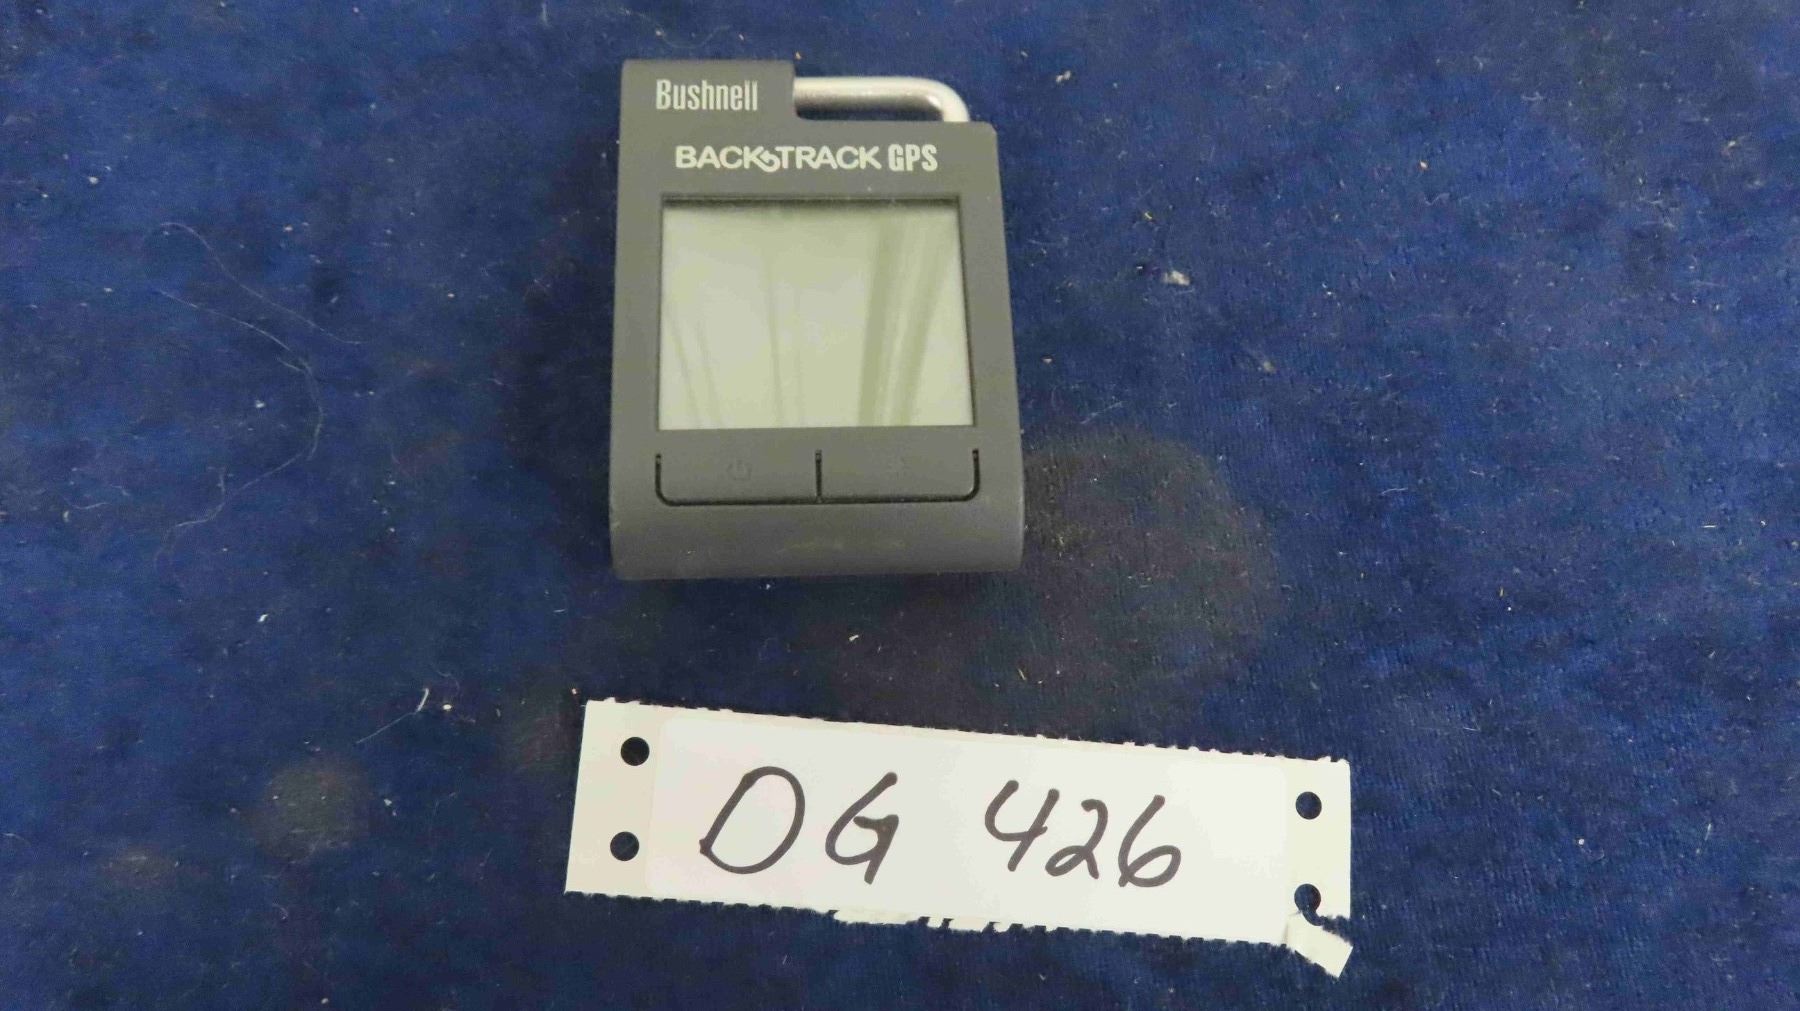 Bushnell
BACKTRACK GPS
DG 426